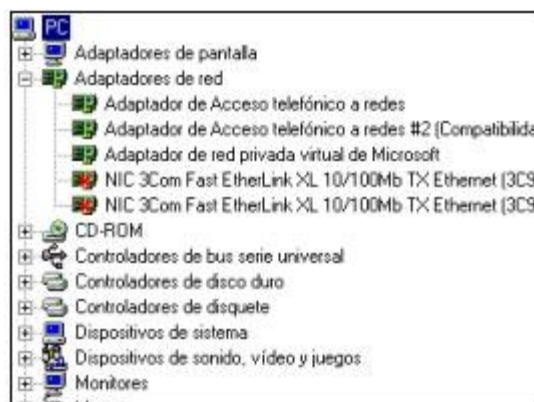 PC
Adaptadores de pantalla
Adaptadores de red
Adaptador de Acceso telefónico a redes
Adaptador de Acceso telefónico a redes #2 (Compatibilida
Adaptador de red privada virtual de Microsoft
NIC 3Com Fast EtherLink XL 10/100Mb TX Ethernet (3C9
NIC 3Com Fast EtherLink XL 10/100Mb TX Ethernet (3C9
CD-ROM
Controladores de bus serie universal
Controladores de disco duro
Controladores de disquete
Dispositivos de sistema
Dispositivos de sonido, vídeo y juegos
Monitores